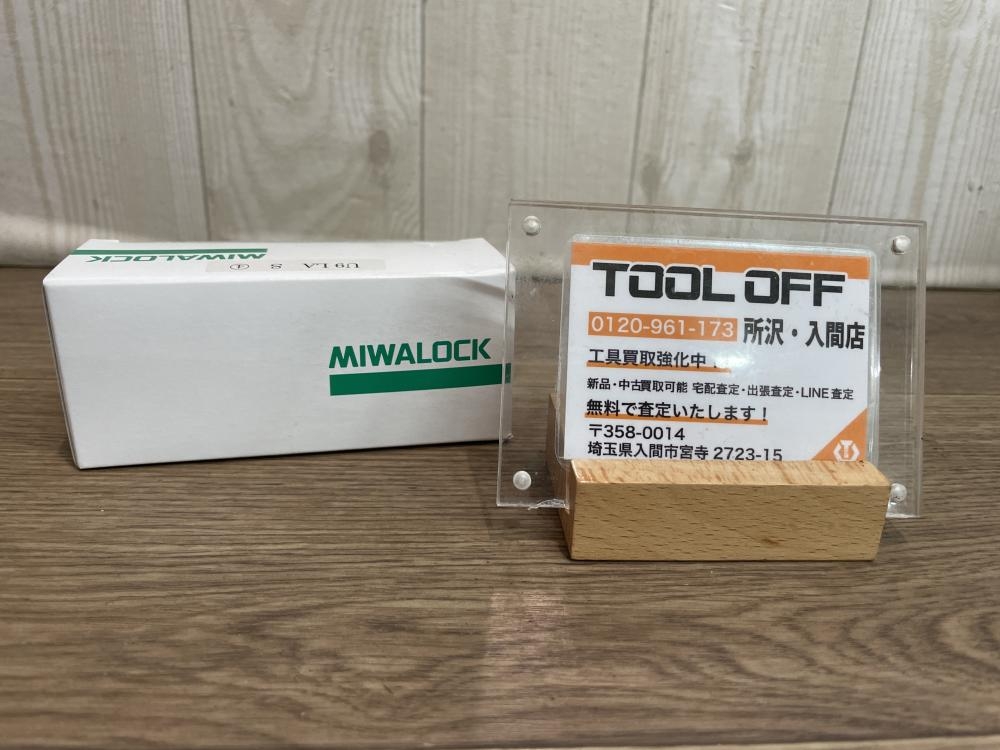 MIWALOCK
U9 LA S ④
MIWALOCK
TOOL OFF
0120-961-173 所沢・入間店
工具買取強化中！
新品・中古買取可能 宅配査定・出張査定・LINE査定
無料で査定いたします！
〒358-0014
埼玉県入間市宮寺 2723-15